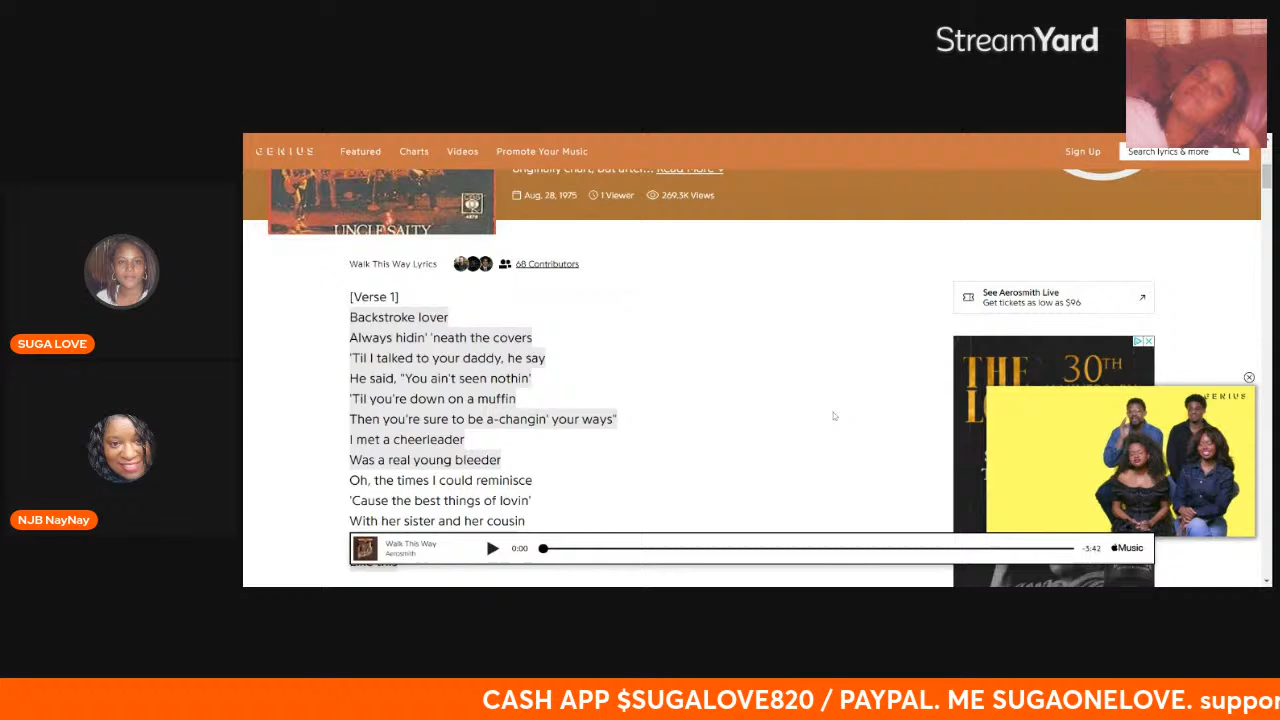 StreamYard
GENIUS
Featured
Charts
Videos
Promote Your Music
Sign Up
Search lyrics & more
Aug. 28, 1975
1 Viewer
269.3K Views
UNCLE SALTY
Walk This Way Lyrics
68 Contributors
[Verse 1]
Backstroke lover
Always hidin' 'neath the covers
'Til I talked to your daddy, he say
He said, "You ain't seen nothin'
'Til you're down on a muffin
Then you're sure to be a-changin' your ways"
I met a cheerleader
Was a real young bleeder
Oh, the times I could reminisce
'Cause the best things of lovin'
With her sister and her cousin
See Aerosmith Live
Get tickets as low as $96
THE
30TH
GENIUS
Walk This Way
Aerosmith
0:00
-3:42
Music
SUGA LOVE
NJB NayNay
CASH APP $SUGALOVE820 / PAYPAL. ME SUGAONELOVE. suppor